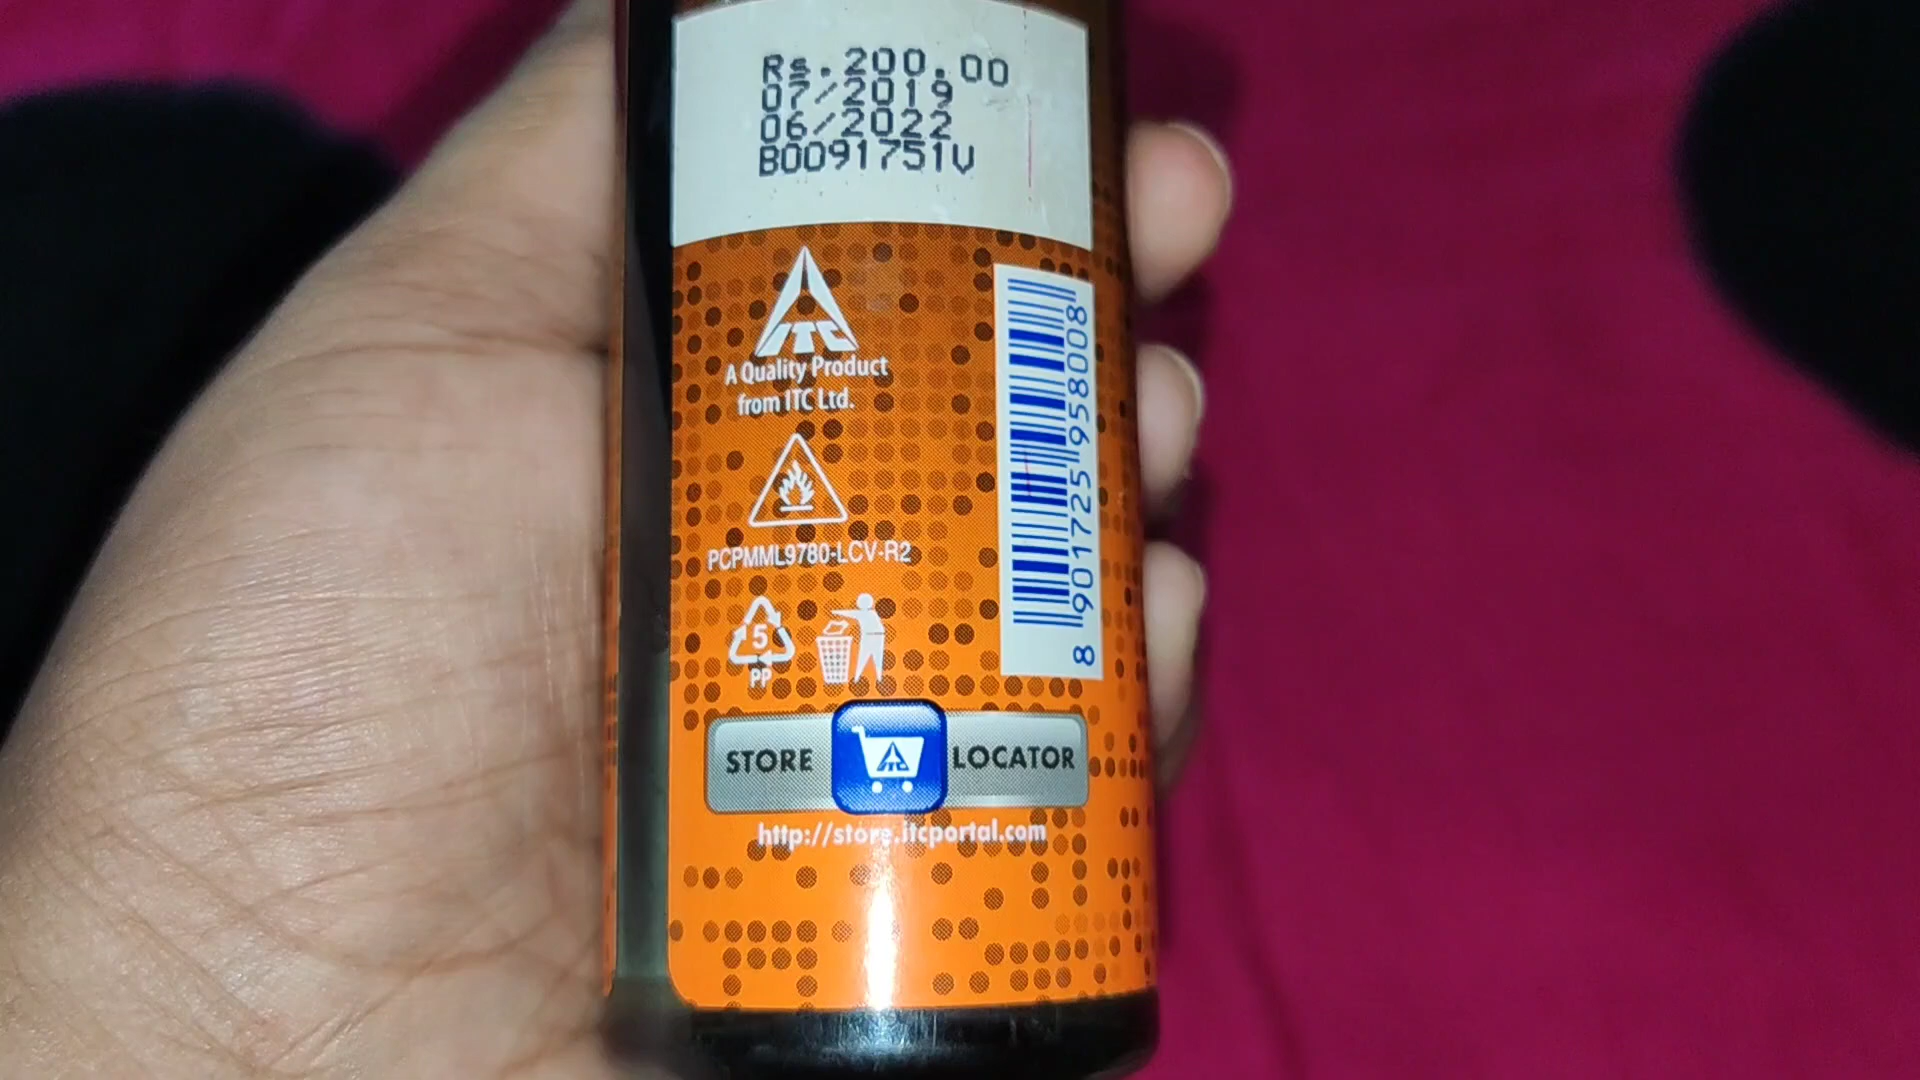 Rs.200.00
07/2019
06/2022
B0091751V
ITC
A Quality Product
from ITC Ltd.
PCPMML9780-LCV-R2
5
PP
8 901725 958008
STORE ITC LOCATOR
http://store.itcportal.com